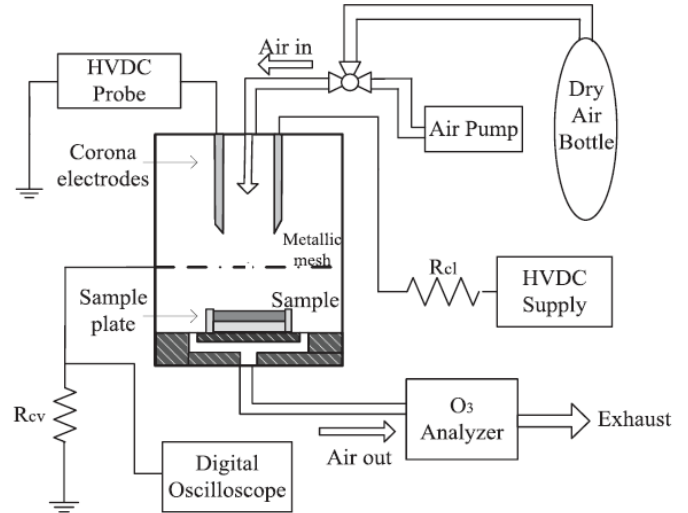 Air in
HVDC
Probe
Dry
Air
Bottle
Air Pump
Corona
electrodes
Metallic
mesh
Rcl
HVDC
Supply
Sample
plate
Sample
Rcv
O3
Analyzer
Exhaust
Air out
Digital
Oscilloscope